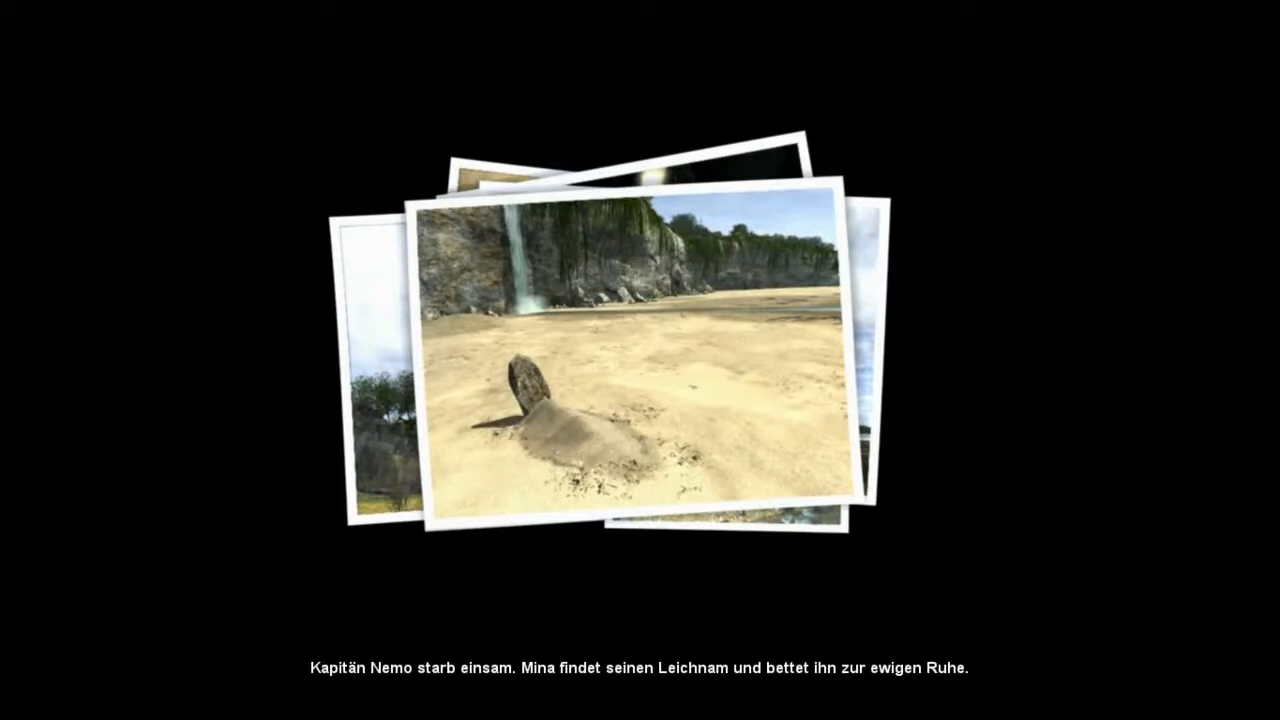 Kapitän Nemo starb einsam. Mina findet seinen Leichnam und bettet ihn zur ewigen Ruhe.